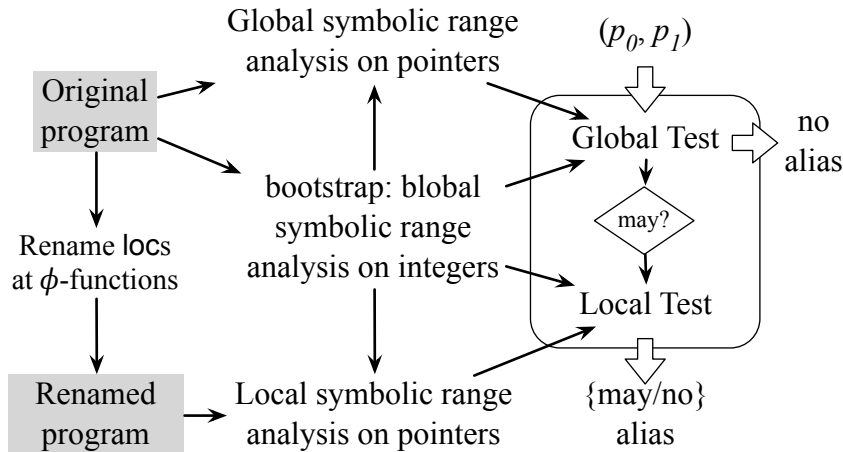 Global symbolic range
analysis on pointers
(p0, p1)
Original
program
Global Test
no
alias
bootstrap: blobal
symbolic range
analysis on integers
may?
Rename locs
at ϕ-functions
Local Test
Renamed
program
Local symbolic range
analysis on pointers
{may/no}
alias